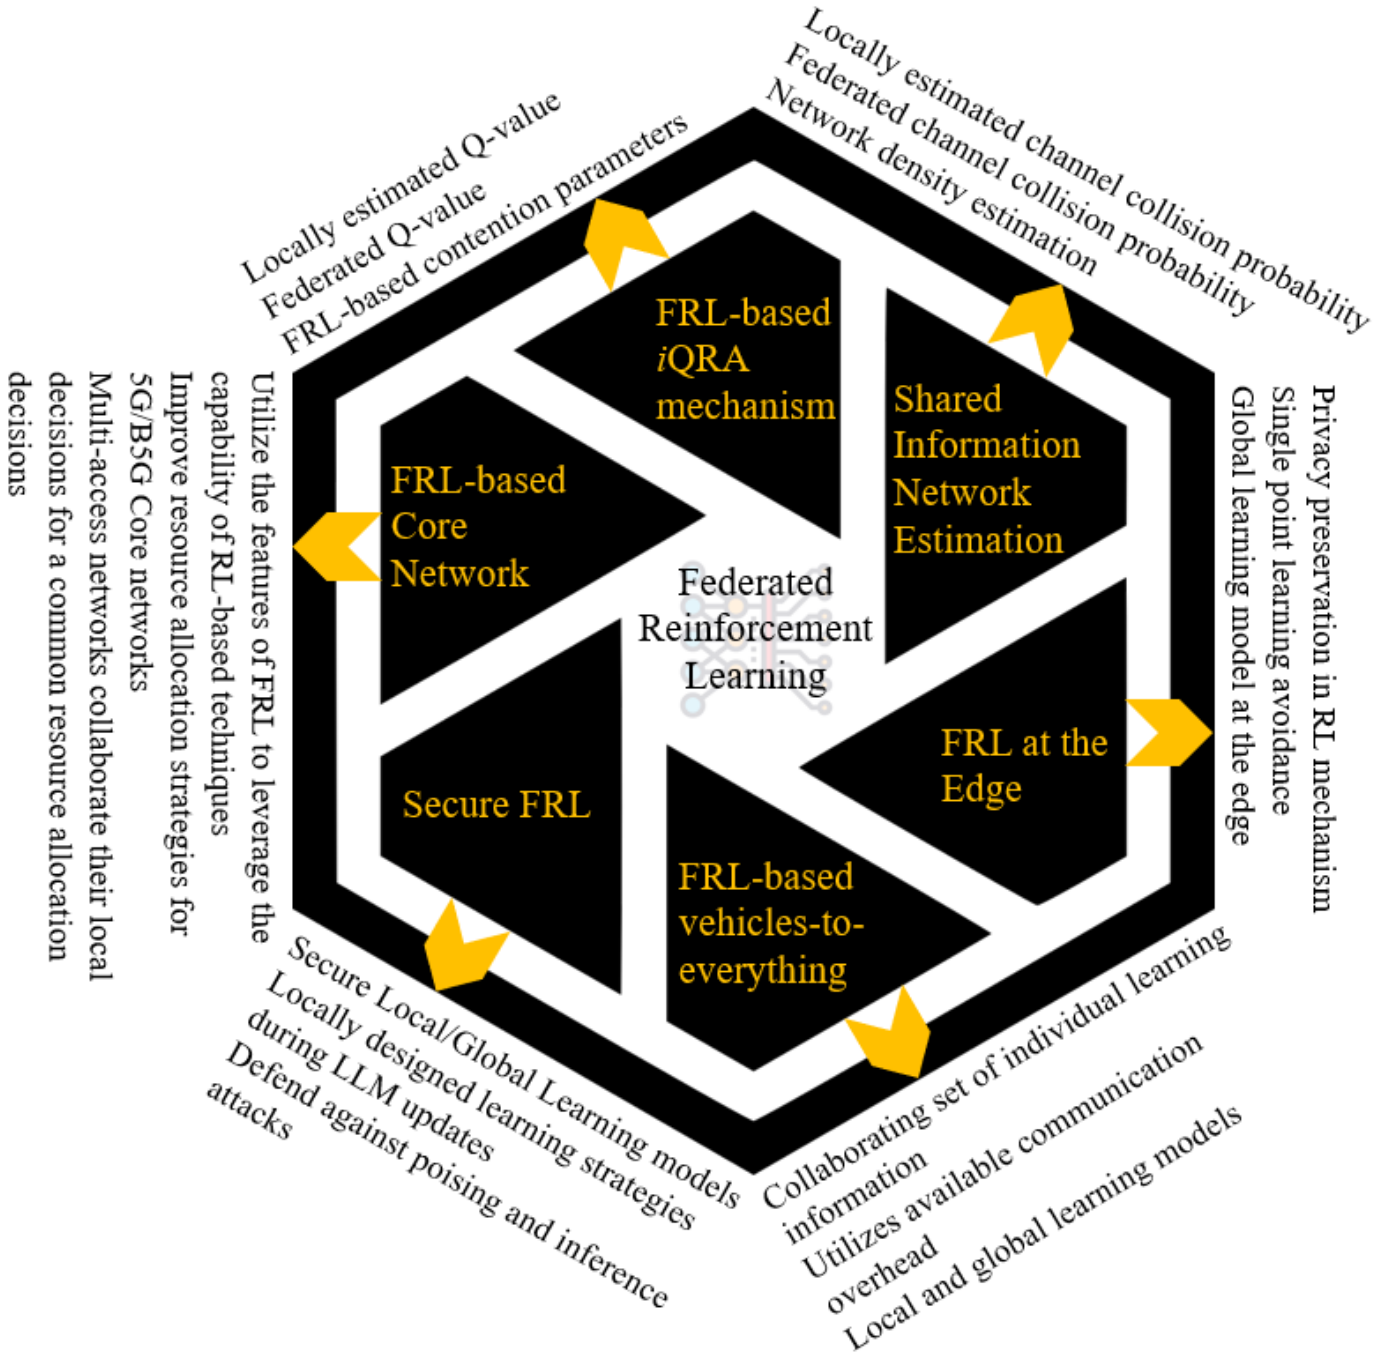 Locally estimated Q-value
Federated Q-value
FRL-based contention parameters
Locally estimated channel collision probability
Federated channel collision probability
Network density estimation
Privacy preservation in RL mechanism
Single point learning avoidance
Global learning model at the edge
Collaborating set of individual learning
information
Utilizes available communication
overhead
Local and global learning models
Secure Local/Global Learning models
Locally designed learning strategies
during LLM updates
Defend against poising and inference
attacks
Utilize the features of FRL to leverage the
capability of RL-based techniques
Improve resource allocation strategies for
5G/B5G Core networks
Multi-access networks collaborate their local
decisions for a common resource allocation
decisions
FRL-based
iQRA
mechanism
Shared
Information
Network
Estimation
FRL at the
Edge
FRL-based
vehicles-to-
everything
Secure FRL
FRL-based
Core
Network
Federated
Reinforcement
Learning